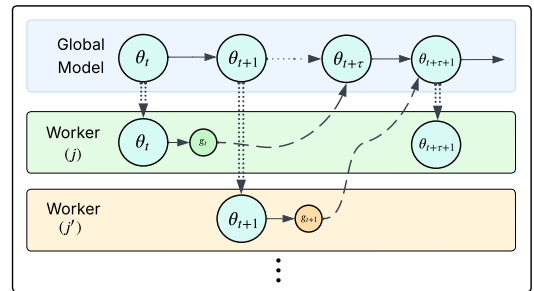 Global
Model
θt
θt+1
θt+τ
θt+τ+1
Worker
(j)
θt
gt
θt+τ+1
Worker
(j′)
θt+1
gt+1